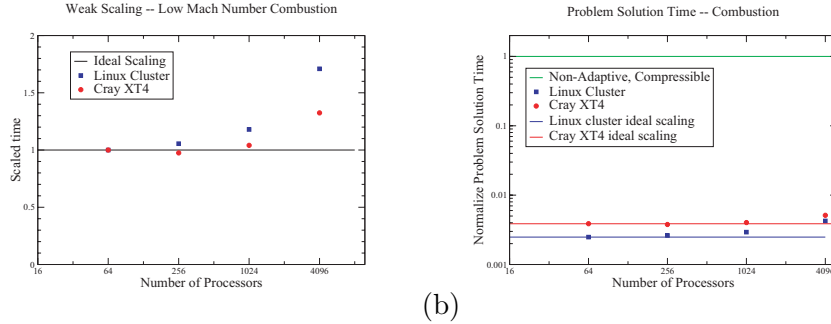 Weak Scaling -- Low Mach Number Combustion
2
1.5
1
0.5
0
Scaled time
Ideal Scaling
Linux Cluster
Cray XT4
16 64 256 1024 4096
Number of Processors
(b)
Problem Solution Time -- Combustion
1
0.1
0.01
0.001
Normalize Problem Solution Time
Non-Adaptive, Compressible
Linux Cluster
Cray XT4
Linux cluster ideal scaling
Cray XT4 ideal scaling
16 64 256 1024 409
Number of Processors